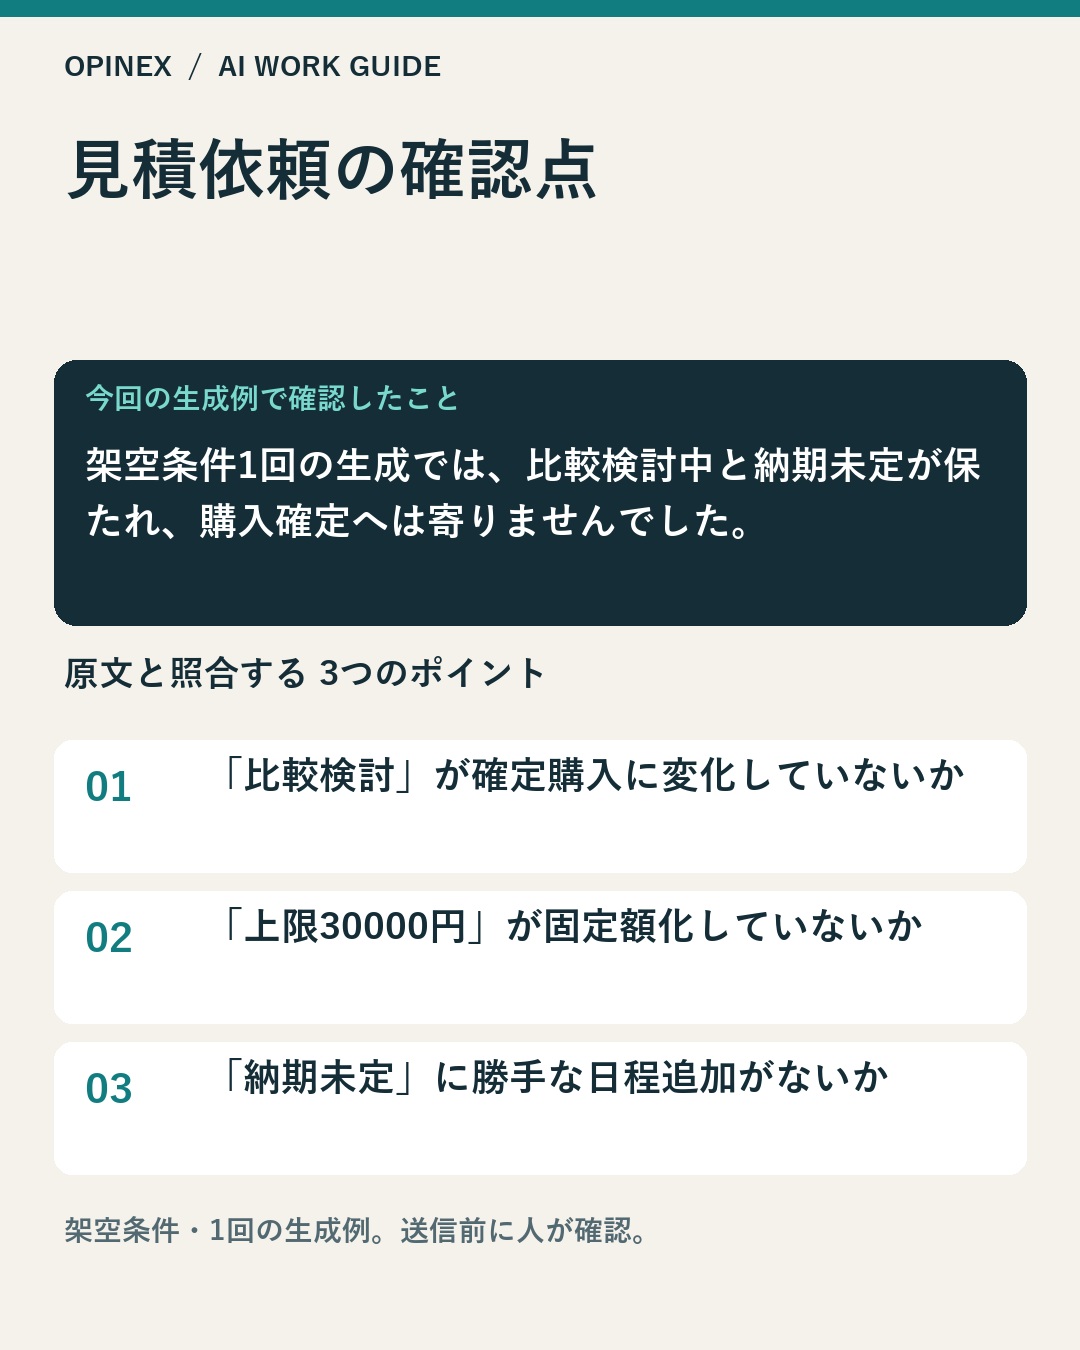 OPINEX / AI WORK GUIDE
見積依頼の確認点
今回の生成例で確認したこと
架空条件1回の生成では、比較検討中と納期未定が保
たれ、購入確定へは寄りませんでした。
原文と照合する 3つのポイント
01 「比較検討」が確定購入に変化していないか
02 「上限30000円」が固定額化していないか
03 「納期未定」に勝手な日程追加がないか
架空条件・1回の生成例。送信前に人が確認。